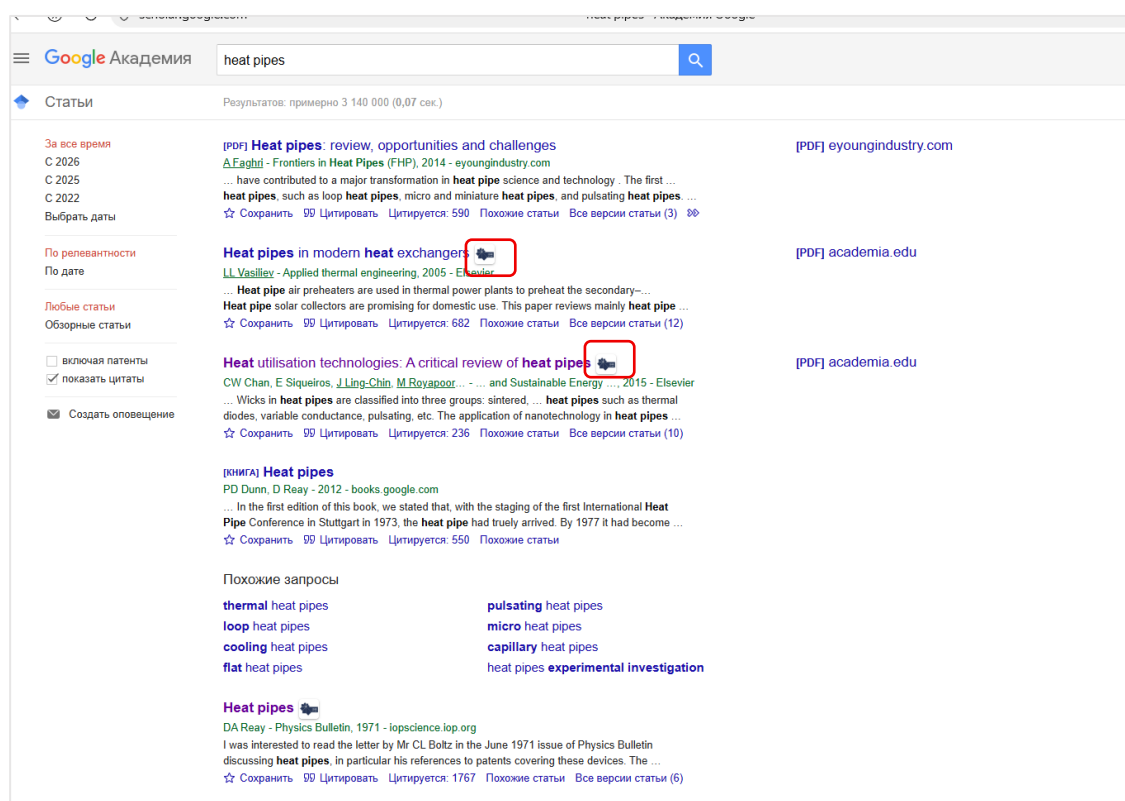 Google Академия
heat pipes
Статьи
Результатов: примерно 3 140 000 (0,07 сек.)
За все время
С 2026
С 2025
С 2022
Выбрать даты
По релевантности
По дате
Любые статьи
Обзорные статьи
включая патенты
показать цитаты
Создать оповещение
[PDF] Heat pipes: review, opportunities and challenges
[PDF] eyoungindustry.com
A Faghri - Frontiers in Heat Pipes (FHP), 2014 - eyoungindustry.com
... have contributed to a major transformation in heat pipe science and technology . The first ...
heat pipes, such as loop heat pipes, micro and miniature heat pipes, and pulsating heat pipes. ...
Сохранить Цитировать Цитируется: 590 Похожие статьи Все версии статьи (3)
Heat pipes in modern heat exchangers
[PDF] academia.edu
LL Vasiliev - Applied thermal engineering, 2005 - Elsevier
... Heat pipe air preheaters are used in thermal power plants to preheat the secondary–...
Heat pipe solar collectors are promising for domestic use. This paper reviews mainly heat pipe ...
Сохранить Цитировать Цитируется: 682 Похожие статьи Все версии статьи (12)
Heat utilisation technologies: A critical review of heat pipes
[PDF] academia.edu
CW Chan, E Siqueiros, J Ling-Chin, M Royapoor... - ... and Sustainable Energy ..., 2015 - Elsevier
... Wicks in heat pipes are classified into three groups: sintered, ... heat pipes such as thermal
diodes, variable conductance, pulsating, etc. The application of nanotechnology in heat pipes ...
Сохранить Цитировать Цитируется: 236 Похожие статьи Все версии статьи (10)
[КНИГА] Heat pipes
PD Dunn, D Reay - 2012 - books.google.com
... In the first edition of this book, we stated that, with the staging of the first International Heat
Pipe Conference in Stuttgart in 1973, the heat pipe had truely arrived. By 1977 it had become ...
Сохранить Цитировать Цитируется: 550 Похожие статьи
Похожие запросы
thermal heat pipes
pulsating heat pipes
loop heat pipes
micro heat pipes
cooling heat pipes
capillary heat pipes
flat heat pipes
heat pipes experimental investigation
Heat pipes
DA Reay - Physics Bulletin, 1971 - iopscience.iop.org
I was interested to read the letter by Mr CL Boltz in the June 1971 issue of Physics Bulletin
discussing heat pipes, in particular his references to patents covering these devices. The ...
Сохранить Цитировать Цитируется: 1767 Похожие статьи Все версии статьи (6)